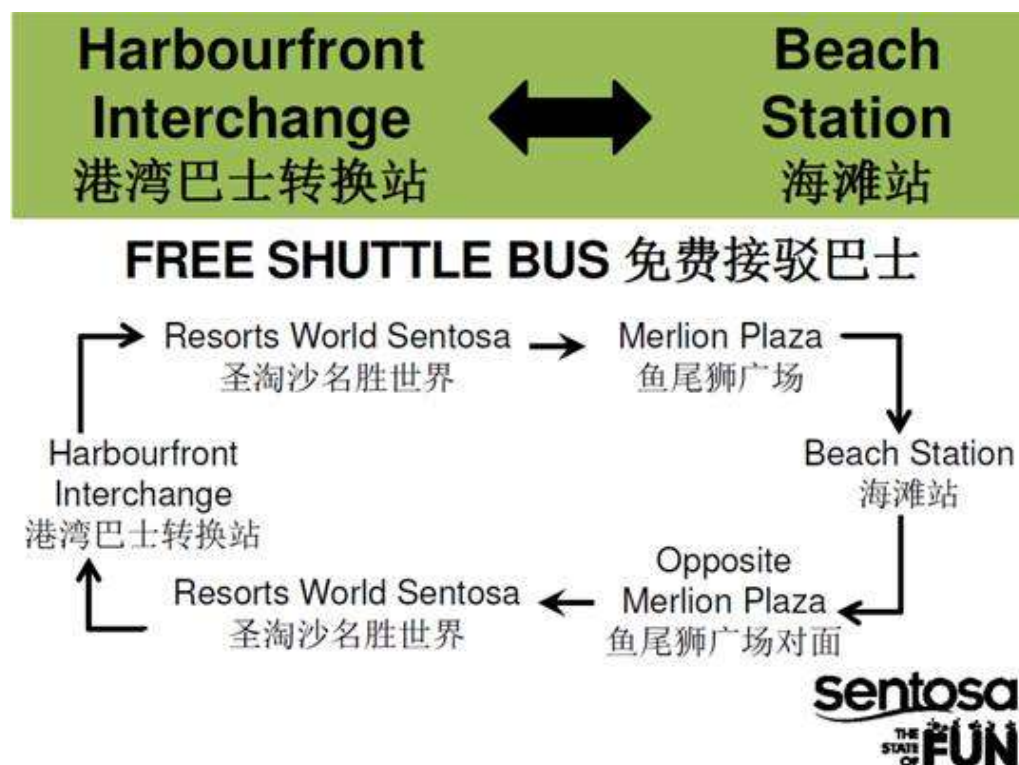 Harbourfront
Interchange
港湾巴士转换站
Beach
Station
海滩站
FREE SHUTTLE BUS 免费接驳巴士
Resorts World Sentosa
圣淘沙名胜世界
Merlion Plaza
鱼尾狮广场
Harbourfront
Interchange
港湾巴士转换站
Beach Station
海滩站
Resorts World Sentosa
圣淘沙名胜世界
Opposite
Merlion Plaza
鱼尾狮广场对面
Sentosa
THE
STATE
OF
FUN